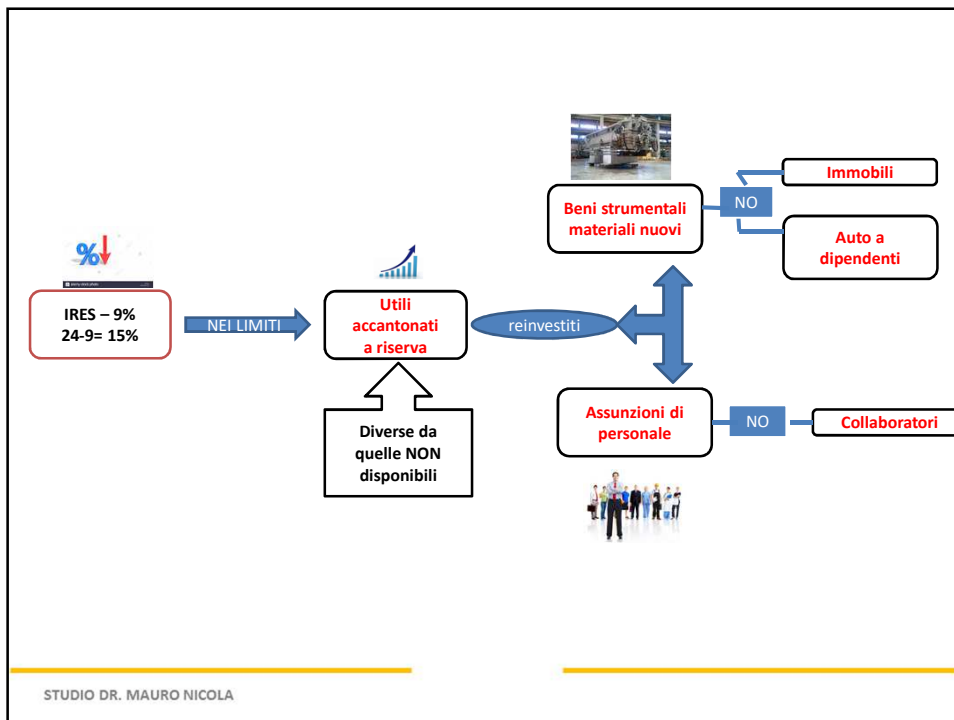 IRES – 9%
24-9= 15%
NEI LIMITI
Utili
accantonati
a riserva
reinvestiti
Diverse da
quelle NON
disponibili
Beni strumentali
materiali nuovi
NO
Immobili
Auto a
dipendenti
Assunzioni di
personale
NO
Collaboratori
STUDIO DR. MAURO NICOLA